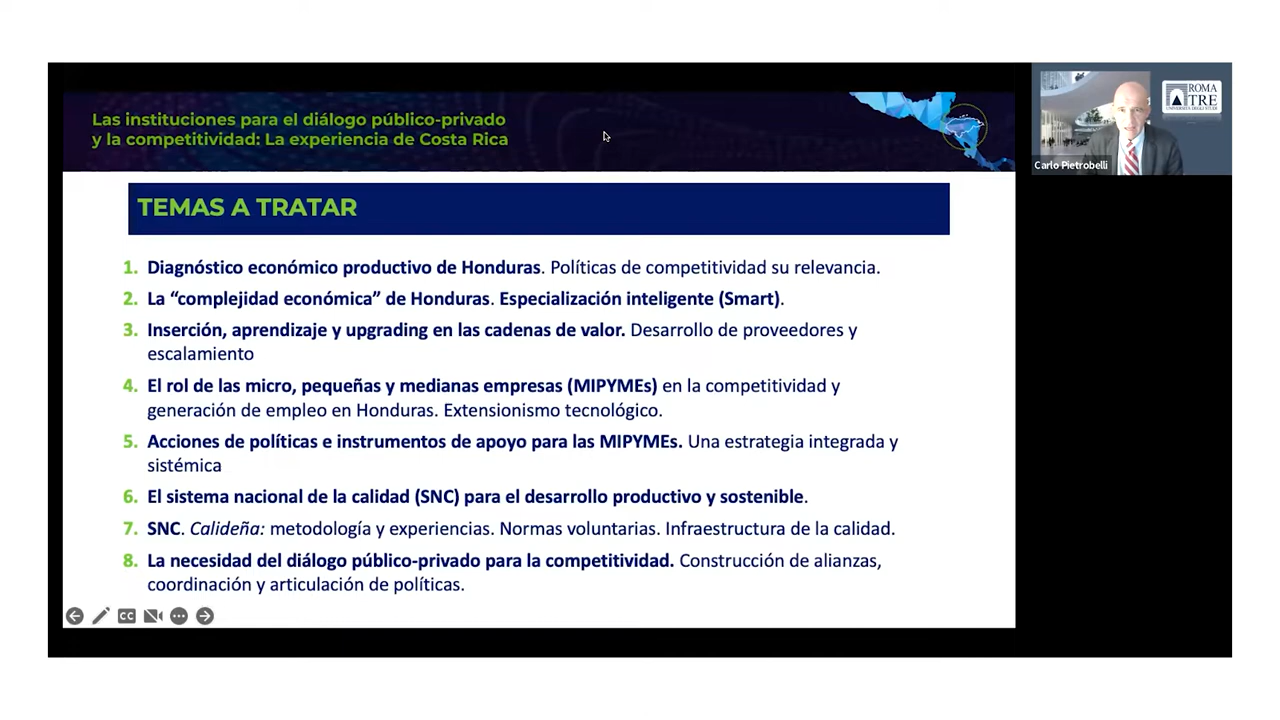 Las instituciones para el diálogo público-privado
y la competitividad: La experiencia de Costa Rica
ROMA
TRE
UNIVERSITÀ DEGLI STUDI
Carlo Pietrobelli
TEMAS A TRATAR
1. Diagnóstico económico productivo de Honduras. Políticas de competitividad su relevancia.
2. La “complejidad económica” de Honduras. Especialización inteligente (Smart).
3. Inserción, aprendizaje y upgrading en las cadenas de valor. Desarrollo de proveedores y
escalamiento
4. El rol de las micro, pequeñas y medianas empresas (MIPYMEs) en la competitividad y
generación de empleo en Honduras. Extensionismo tecnológico.
5. Acciones de políticas e instrumentos de apoyo para las MIPYMEs. Una estrategia integrada y
sistémica
6. El sistema nacional de la calidad (SNC) para el desarrollo productivo y sostenible.
7. SNC. Calideña: metodología y experiencias. Normas voluntarias. Infraestructura de la calidad.
8. La necesidad del diálogo público-privado para la competitividad. Construcción de alianzas,
coordinación y articulación de políticas.
CC